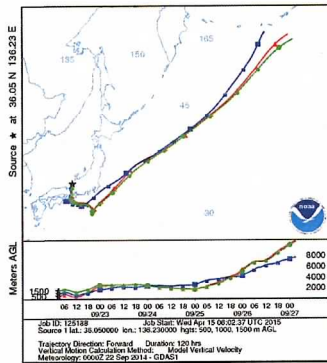 Source ★ at 36.05 N 136.23 E
165
156
135
45
30
noaa
Meters AGL
1500
500
8000
6000
4000
2000
06 12 18 00 06 12 18 00 06 12 18 00 06 12 18 00 06 12 18 00
09/23 09/24 09/25 09/26 09/27
Job ID: 125188 Job Start: Wed Apr 15 06:02:37 UTC 2015
Source 1 lat.: 36.050000 lon.: 136.230000 hgts: 500, 1000, 1500 m AGL
Trajectory Direction: Forward Duration: 120 hrs
Vertical Motion Calculation Method: Model Vertical Velocity
Meteorology: 0000Z 22 Sep 2014 - GDAS1